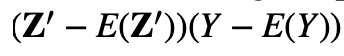 (𝐙′ − E(𝐙′))(Y − E(Y))